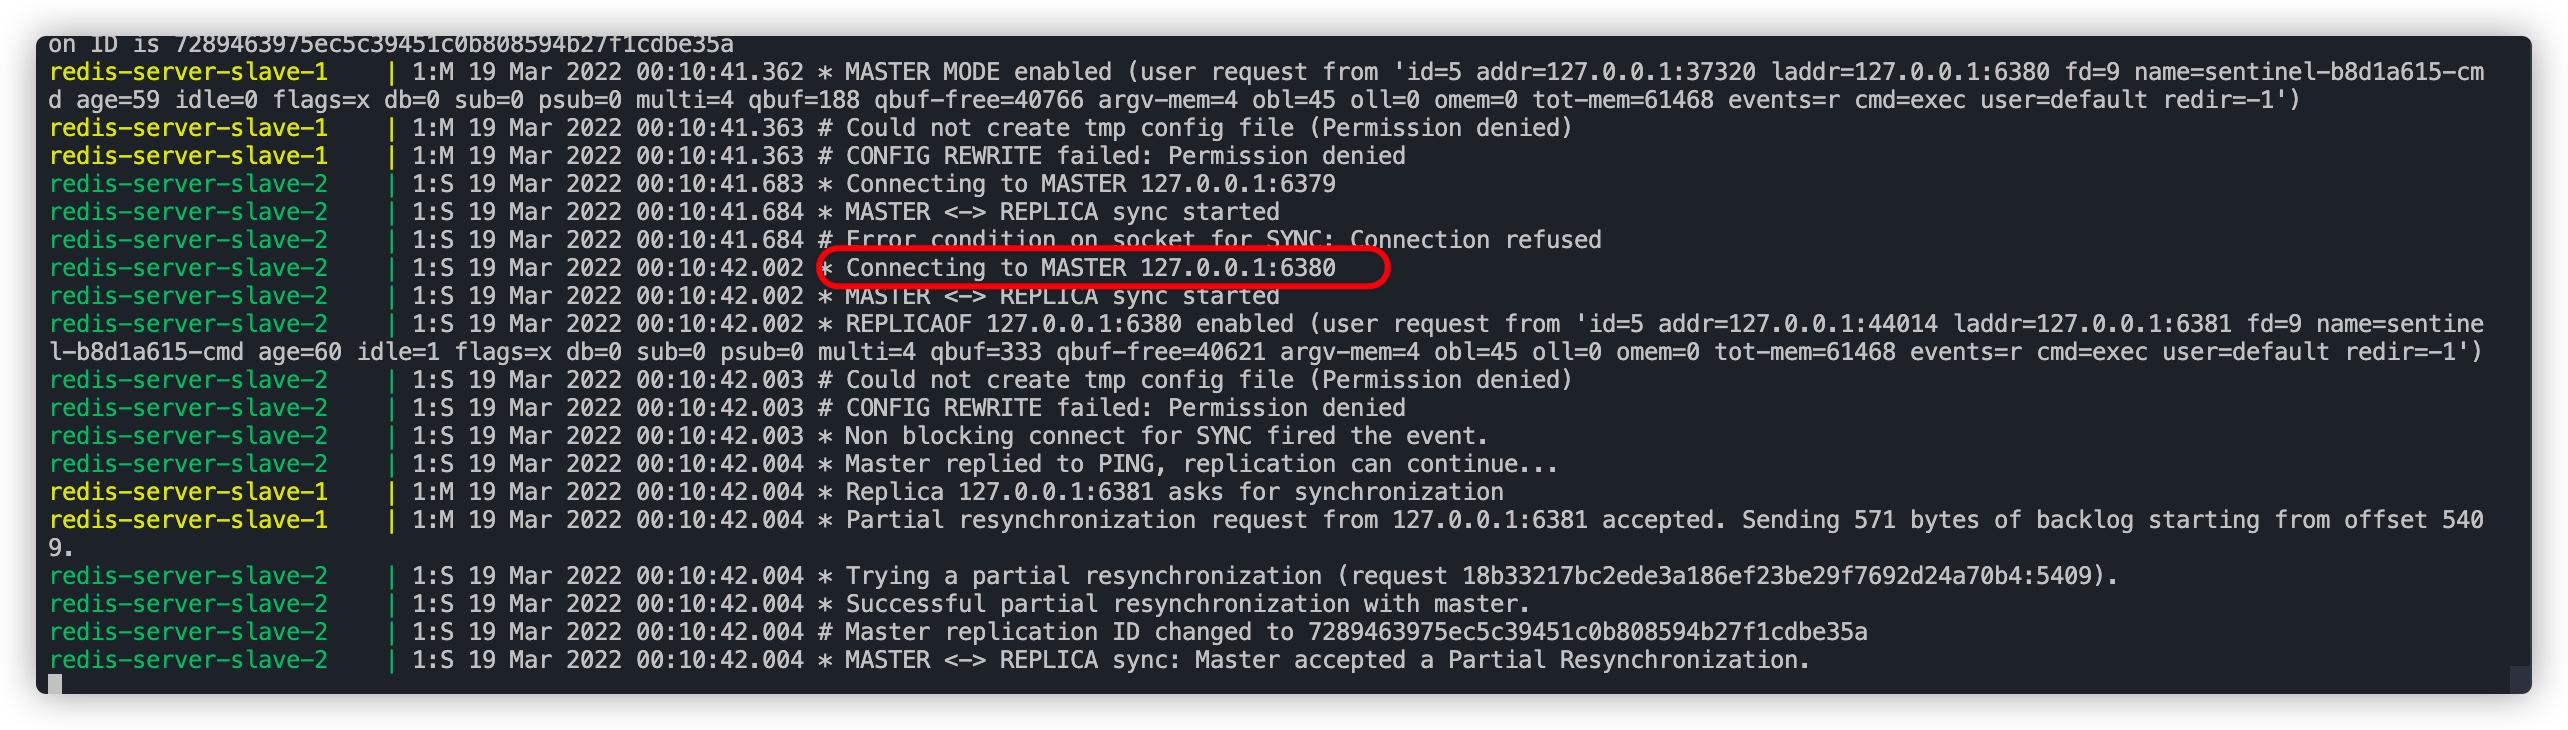 on ID is 7289463975ec5c39451c0b808594b27f1cdbe35a
redis-server-slave-1    | 1:M 19 Mar 2022 00:10:41.362 * MASTER MODE enabled (user request from 'id=5 addr=127.0.0.1:37320 laddr=127.0.0.1:6380 fd=9 name=sentinel-b8d1a615-cm
d age=59 idle=0 flags=x db=0 sub=0 psub=0 multi=4 qbuf=188 qbuf-free=40766 argv-mem=4 obl=45 oll=0 omem=0 tot-mem=61468 events=r cmd=exec user=default redir=-1')
redis-server-slave-1    | 1:M 19 Mar 2022 00:10:41.363 # Could not create tmp config file (Permission denied)
redis-server-slave-1    | 1:M 19 Mar 2022 00:10:41.363 # CONFIG REWRITE failed: Permission denied
redis-server-slave-2    | 1:S 19 Mar 2022 00:10:41.683 * Connecting to MASTER 127.0.0.1:6379
redis-server-slave-2    | 1:S 19 Mar 2022 00:10:41.684 * MASTER <-> REPLICA sync started
redis-server-slave-2    | 1:S 19 Mar 2022 00:10:41.684 # Error condition on socket for SYNC: Connection refused
redis-server-slave-2    | 1:S 19 Mar 2022 00:10:42.002 * Connecting to MASTER 127.0.0.1:6380
redis-server-slave-2    | 1:S 19 Mar 2022 00:10:42.002 * MASTER <-> REPLICA sync started
redis-server-slave-2    | 1:S 19 Mar 2022 00:10:42.002 * REPLICAOF 127.0.0.1:6380 enabled (user request from 'id=5 addr=127.0.0.1:44014 laddr=127.0.0.1:6381 fd=9 name=sentine
l-b8d1a615-cmd age=60 idle=1 flags=x db=0 sub=0 psub=0 multi=4 qbuf=333 qbuf-free=40621 argv-mem=4 obl=45 oll=0 omem=0 tot-mem=61468 events=r cmd=exec user=default redir=-1')
redis-server-slave-2    | 1:S 19 Mar 2022 00:10:42.003 # Could not create tmp config file (Permission denied)
redis-server-slave-2    | 1:S 19 Mar 2022 00:10:42.003 # CONFIG REWRITE failed: Permission denied
redis-server-slave-2    | 1:S 19 Mar 2022 00:10:42.003 * Non blocking connect for SYNC fired the event.
redis-server-slave-2    | 1:S 19 Mar 2022 00:10:42.004 * Master replied to PING, replication can continue...
redis-server-slave-1    | 1:M 19 Mar 2022 00:10:42.004 * Replica 127.0.0.1:6381 asks for synchronization
redis-server-slave-1    | 1:M 19 Mar 2022 00:10:42.004 * Partial resynchronization request from 127.0.0.1:6381 accepted. Sending 571 bytes of backlog starting from offset 540
9.
redis-server-slave-2    | 1:S 19 Mar 2022 00:10:42.004 * Trying a partial resynchronization (request 18b33217bc2ede3a186ef23be29f7692d24a70b4:5409).
redis-server-slave-2    | 1:S 19 Mar 2022 00:10:42.004 * Successful partial resynchronization with master.
redis-server-slave-2    | 1:S 19 Mar 2022 00:10:42.004 # Master replication ID changed to 7289463975ec5c39451c0b808594b27f1cdbe35a
redis-server-slave-2    | 1:S 19 Mar 2022 00:10:42.004 * MASTER <-> REPLICA sync: Master accepted a Partial Resynchronization.